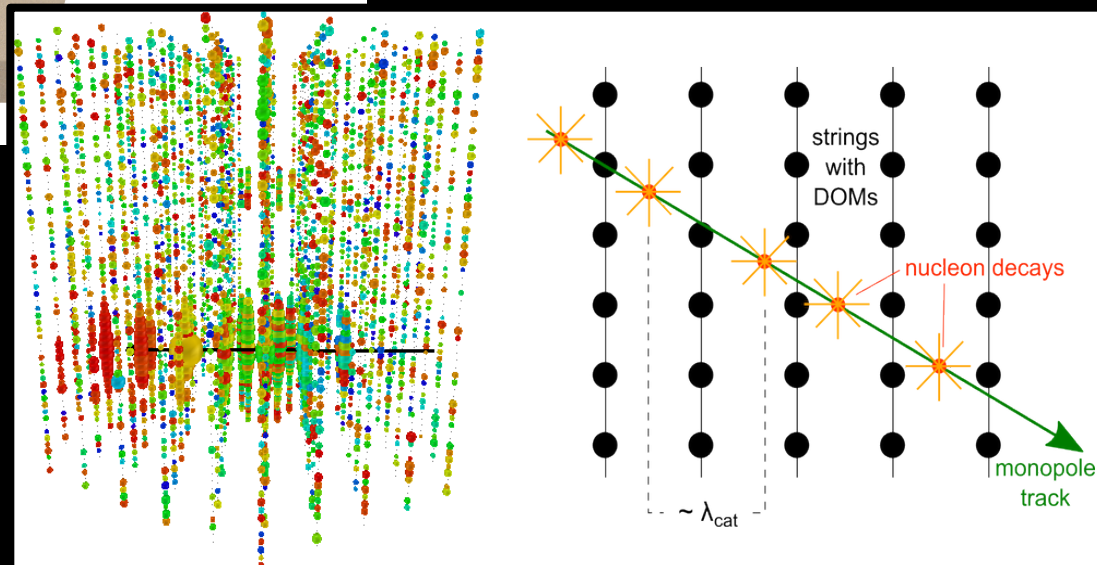 strings
with
DOMs
nucleon decays
monopole
track
~ λcat